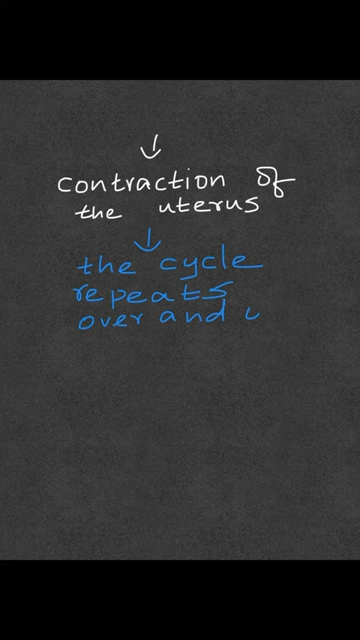 ↓
contraction of
the uterus
↓
the cycle
repeats
over and